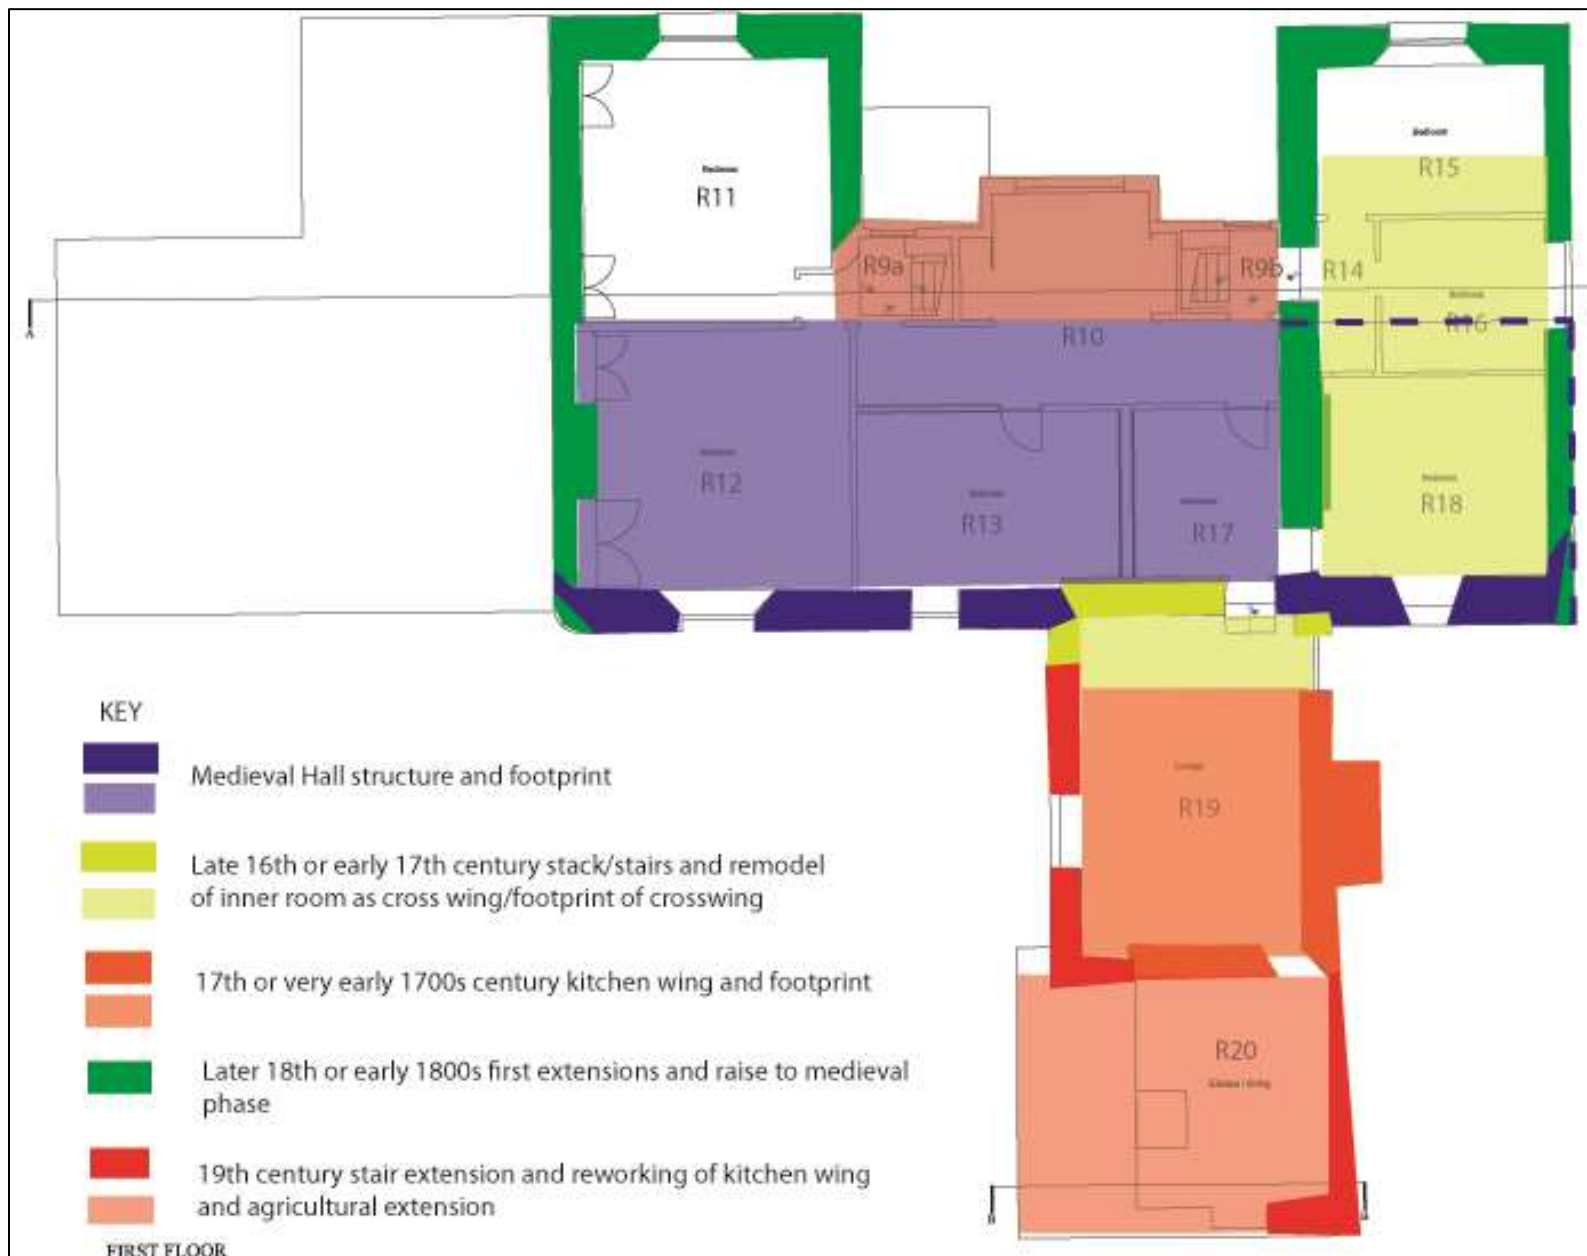 R15
R11
R9a
R9b
R14
R16
R10
R12
R13
R17
R18
A
KEY
Medieval Hall structure and footprint
Late 16th or early 17th century stack/stairs and remodel
of inner room as cross wing/footprint of crosswing
17th or very early 1700s century kitchen wing and footprint
Later 18th or early 1800s first extensions and raise to medieval
phase
19th century stair extension and reworking of kitchen wing
and agricultural extension
R19
R20
FIRST FLOOR